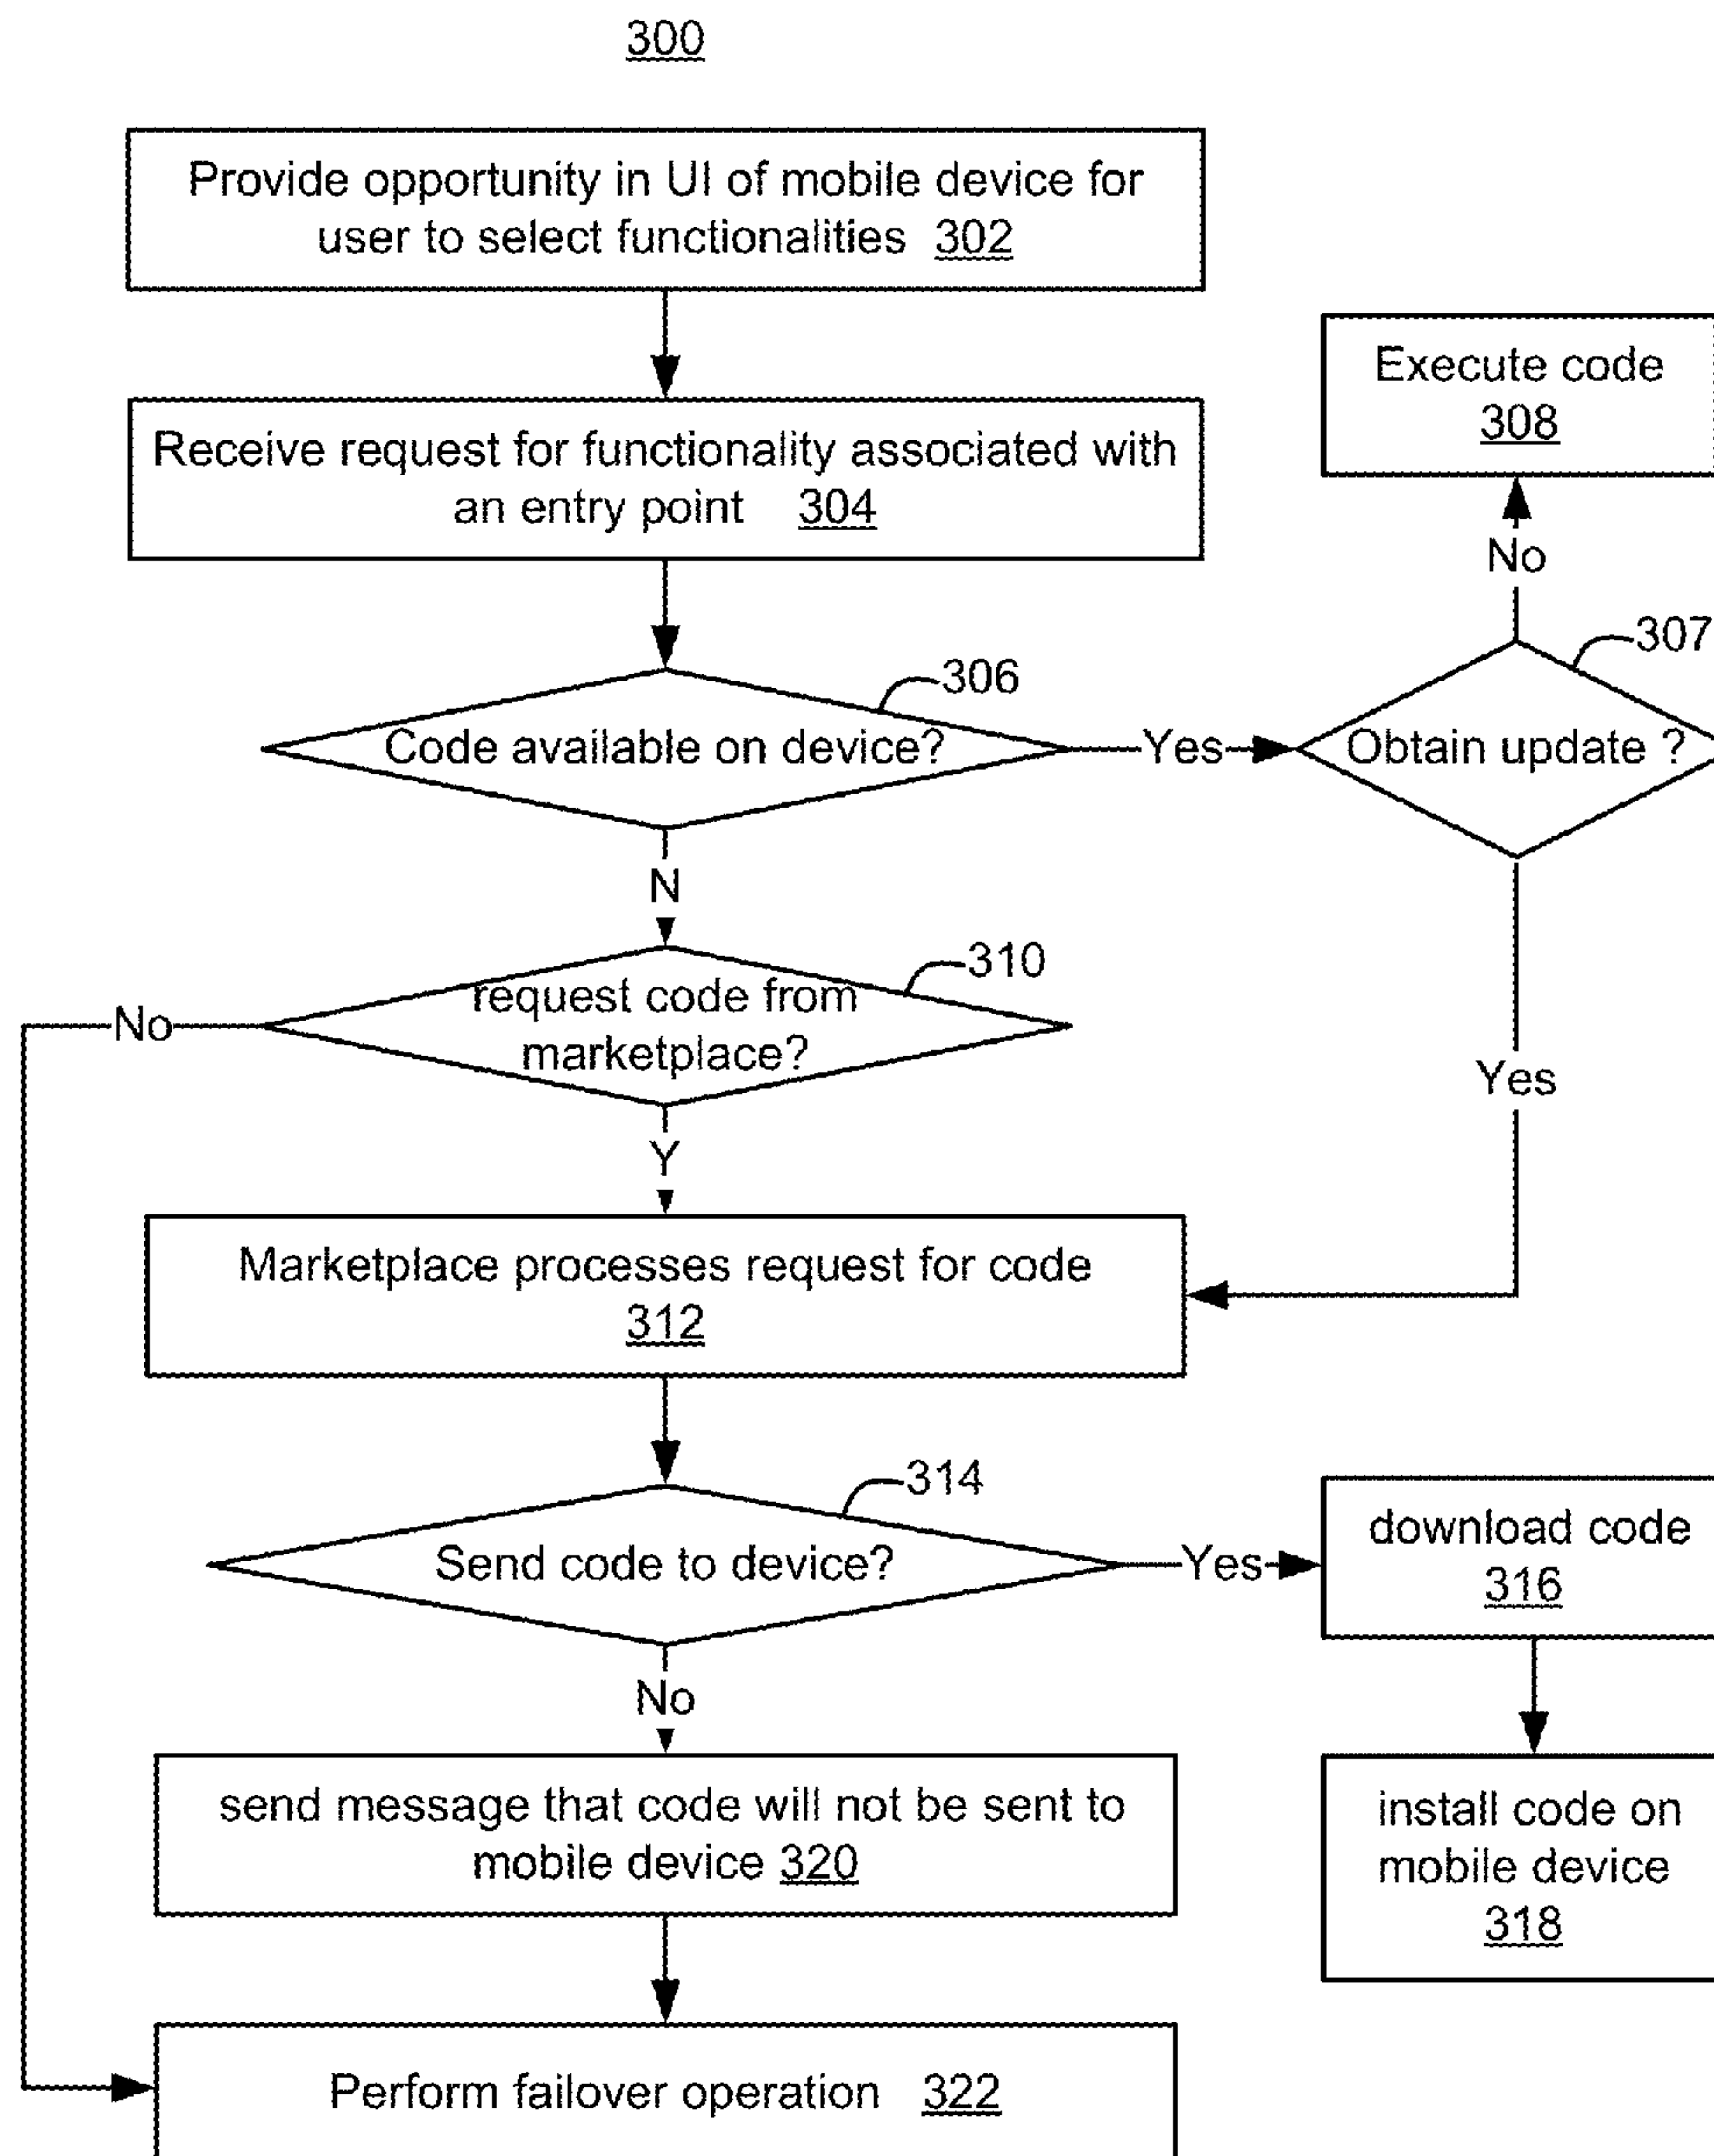 300
Provide opportunity in UI of mobile device for
user to select functionalities 302
Receive request for functionality associated with
an entry point 304
Execute code
308
No
307
306
Code available on device?
Yes
Obtain update ?
N
310
request code from
marketplace?
No
Yes
Y
Marketplace processes request for code
312
314
Send code to device?
Yes
download code
316
No
send message that code will not be sent to
mobile device 320
install code on
mobile device
318
Perform failover operation 322